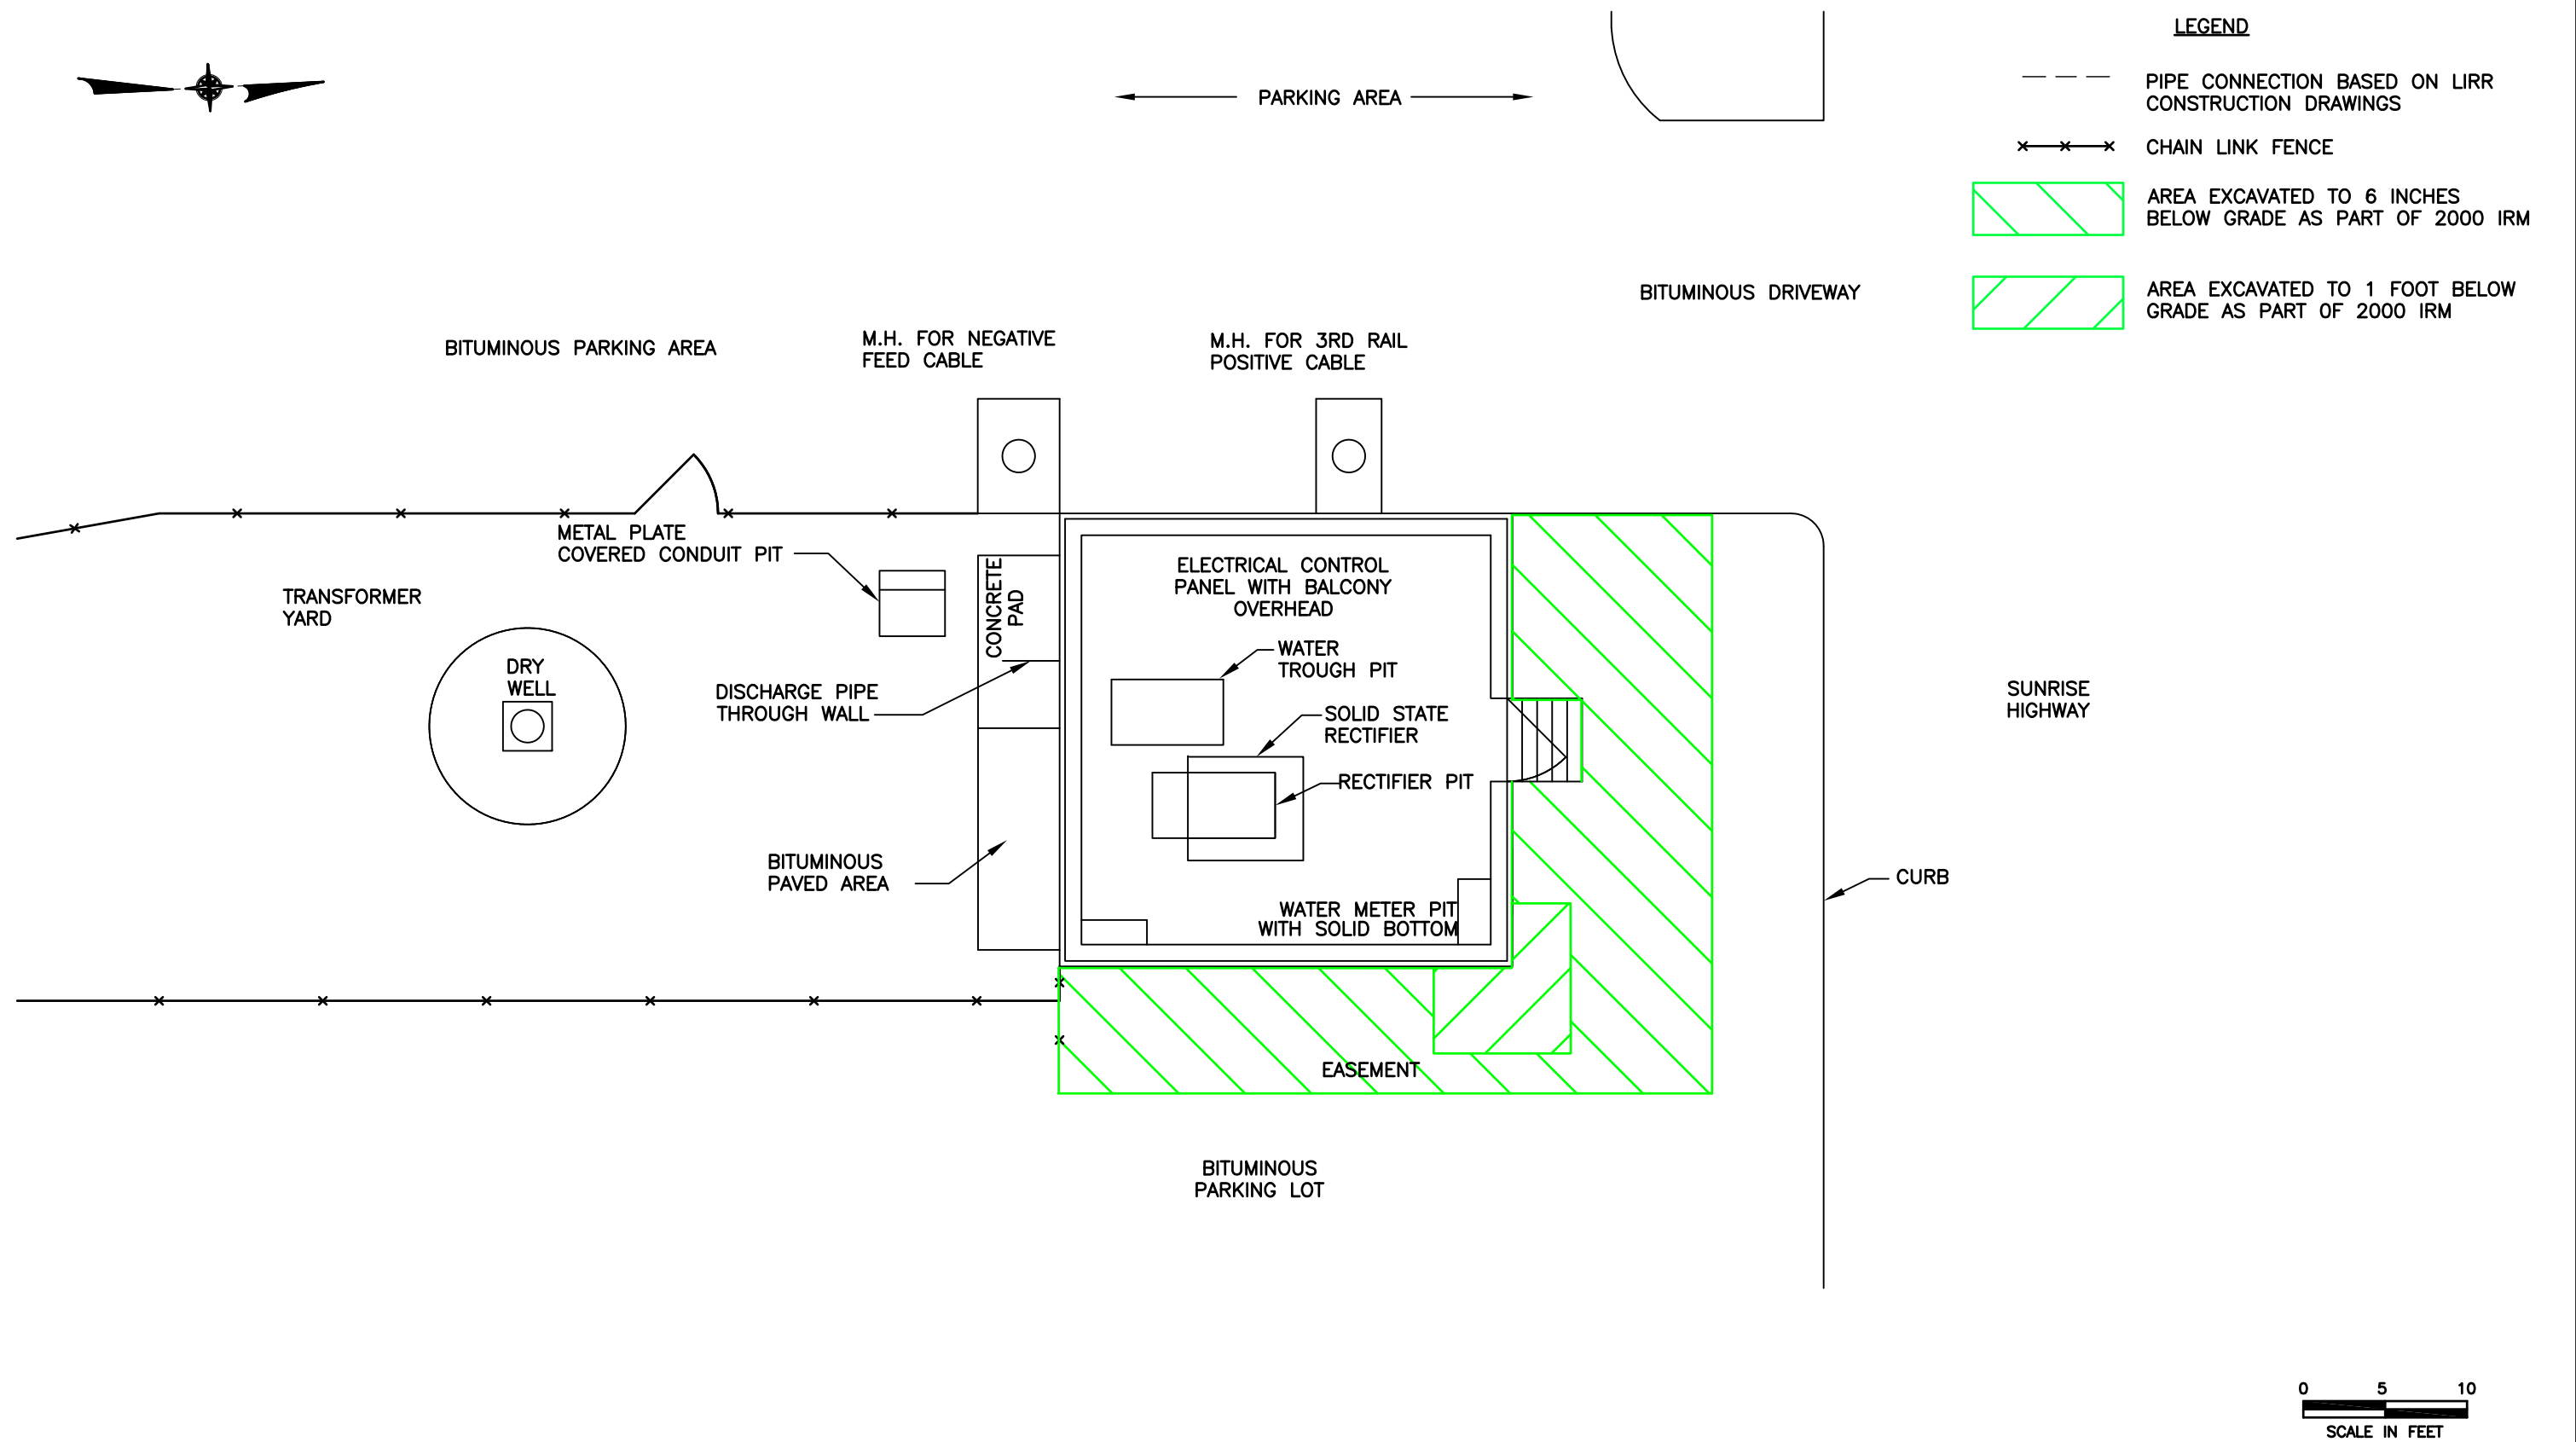 LEGEND
PIPE CONNECTION BASED ON LIRR
CONSTRUCTION DRAWINGS
CHAIN LINK FENCE
AREA EXCAVATED TO 6 INCHES
BELOW GRADE AS PART OF 2000 IRM
AREA EXCAVATED TO 1 FOOT BELOW
GRADE AS PART OF 2000 IRM
PARKING AREA
BITUMINOUS DRIVEWAY
BITUMINOUS PARKING AREA
M.H. FOR NEGATIVE
FEED CABLE
M.H. FOR 3RD RAIL
POSITIVE CABLE
METAL PLATE
COVERED CONDUIT PIT
TRANSFORMER
YARD
DRY
WELL
CONCRETE
PAD
DISCHARGE PIPE
THROUGH WALL
ELECTRICAL CONTROL
PANEL WITH BALCONY
OVERHEAD
WATER
TROUGH PIT
SOLID STATE
RECTIFIER
RECTIFIER PIT
SUNRISE
HIGHWAY
BITUMINOUS
PAVED AREA
CURB
WATER METER PIT
WITH SOLID BOTTOM
EASEMENT
BITUMINOUS
PARKING LOT
0 5 10
SCALE IN FEET